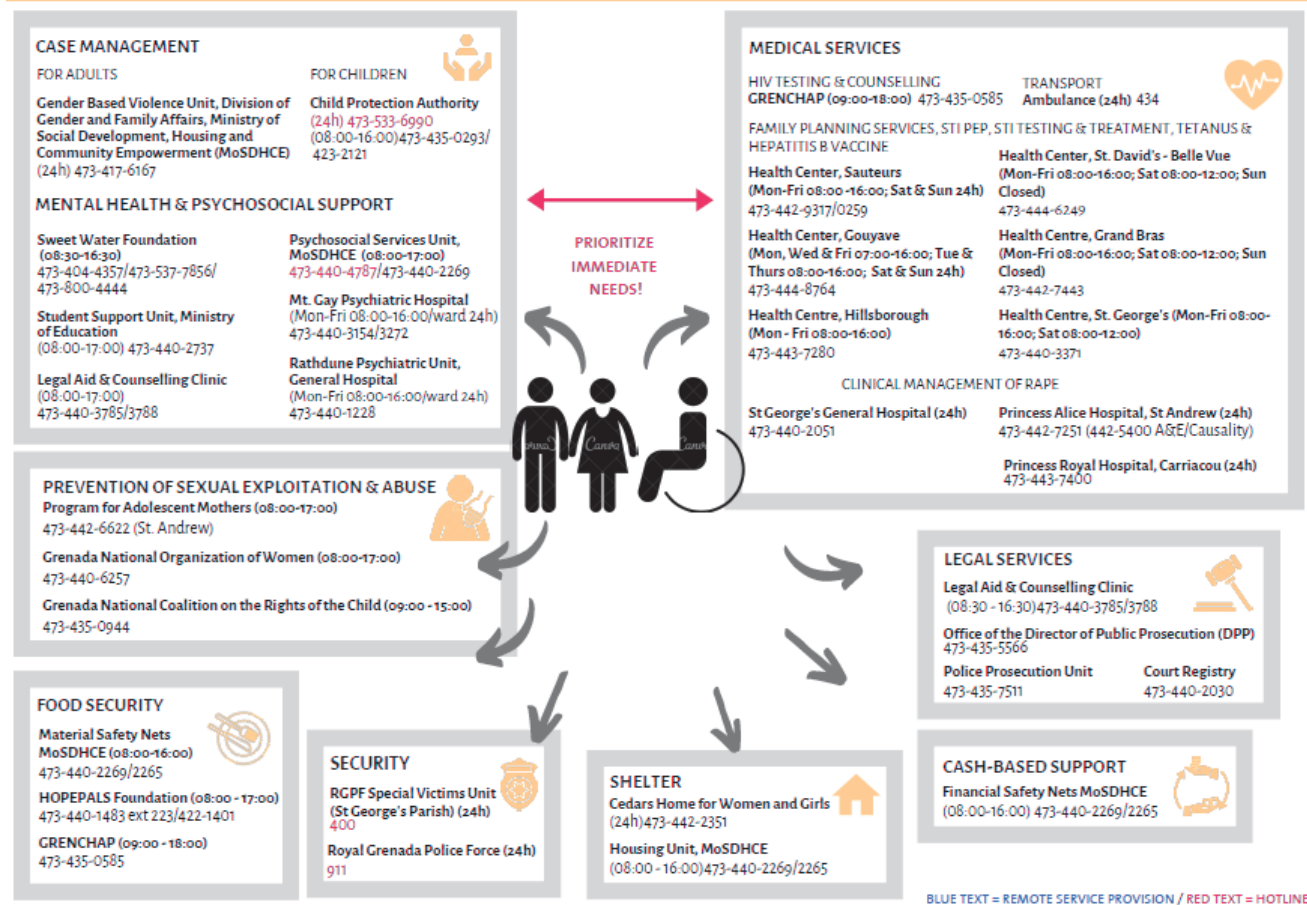 CASE MANAGEMENT
FOR ADULTS
Gender Based Violence Unit, Division of
Gender and Family Affairs, Ministry of
Social Development, Housing and
Community Empowerment (MoSDHCE)
(24h) 473-417-6167
FOR CHILDREN
Child Protection Authority
(24h) 473-533-6990
(08:00-16:00)473-435-0293/
423-2121
MENTAL HEALTH & PSYCHOSOCIAL SUPPORT
Sweet Water Foundation
(08:30-16:30)
473-404-4357/473-537-7856/
473-800-4444
Student Support Unit, Ministry
of Education
(08:00-17:00) 473-440-2737
Legal Aid & Counselling Clinic
(08:00-17:00)
473-440-3785/3788
Psychosocial Services Unit,
MoSDHCE (08:00-17:00)
473-440-4787/473-440-2269
Mt. Gay Psychiatric Hospital
(Mon-Fri 08:00-16:00/ward 24h)
473-440-3154/3272
Rathdune Psychiatric Unit,
General Hospital
(Mon-Fri 08:00-16:00/ward 24h)
473-440-1228
PRIORITIZE
IMMEDIATE
NEEDS!
MEDICAL SERVICES
HIV TESTING & COUNSELLING
GRENCHAP (09:00-18:00) 473-435-0585
TRANSPORT
Ambulance (24h) 434
FAMILY PLANNING SERVICES, STI PEP, STI TESTING & TREATMENT, TETANUS &
HEPATITIS B VACCINE
Health Center, Sauteurs
(Mon-Fri 08:00 -16:00; Sat & Sun 24h)
473-442-9317/0259
Health Center, Gouyave
(Mon, Wed & Fri 07:00-16:00; Tue &
Thurs 08:00-16:00; Sat & Sun 24h)
473-444-8764
Health Centre, Hillsborough
(Mon - Fri 08:00-16:00)
473-443-7280
Health Center, St. David's - Belle Vue
(Mon-Fri 08:00-16:00; Sat 08:00-12:00; Sun
Closed)
473-444-6249
Health Centre, Grand Bras
(Mon-Fri 08:00-16:00; Sat 08:00-12:00; Sun
Closed)
473-442-7443
Health Centre, St. George's (Mon-Fri 08:00-
16:00; Sat 08:00-12:00)
473-440-3371
CLINICAL MANAGEMENT OF RAPE
St George's General Hospital (24h)
473-440-2051
Princess Alice Hospital, St Andrew (24h)
473-442-7251 (442-5400 A&E/Causality)
Princess Royal Hospital, Carriacou (24h)
473-443-7400
Canva
PREVENTION OF SEXUAL EXPLOITATION & ABUSE
Program for Adolescent Mothers (08:00-17:00)
473-442-6622 (St. Andrew)
Grenada National Organization of Women (08:00-17:00)
473-440-6257
Grenada National Coalition on the Rights of the Child (09:00 - 15:00)
473-435-0944
LEGAL SERVICES
Legal Aid & Counselling Clinic
(08:30 - 16:30)473-440-3785/3788
Office of the Director of Public Prosecution (DPP)
473-435-5566
Police Prosecution Unit
473-435-7511
Court Registry
473-440-2030
FOOD SECURITY
Material Safety Nets
MoSDHCE (08:00-16:00)
473-440-2269/2265
HOPEPALS Foundation (08:00 - 17:00)
473-440-1483 ext 223/422-1401
GRENCHAP (09:00 - 18:00)
473-435-0585
SECURITY
RGPF Special Victims Unit
(St George's Parish) (24h)
400
Royal Grenada Police Force (24h)
911
SHELTER
Cedars Home for Women and Girls
(24h)473-442-2351
Housing Unit, MoSDHCE
(08:00 - 16:00)473-440-2269/2265
CASH-BASED SUPPORT
Financial Safety Nets MoSDHCE
(08:00-16:00) 473-440-2269/2265
BLUE TEXT = REMOTE SERVICE PROVISION / RED TEXT = HOTLINE